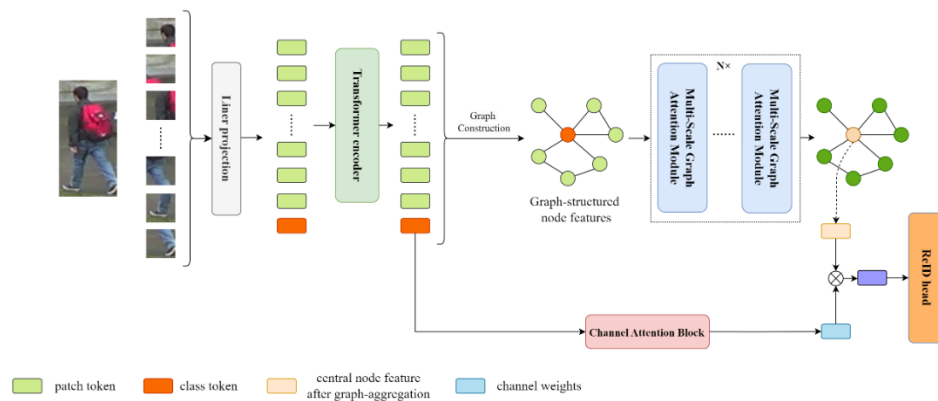 Liner projection
Transformer encoder
Graph
Construction
Graph-structured
node features
N×
Multi-Scale Graph
Attention Module
Multi-Scale Graph
Attention Module
ReID head
Channel Attention Block
patch token
class token
central node feature
after graph-aggregation
channel weights